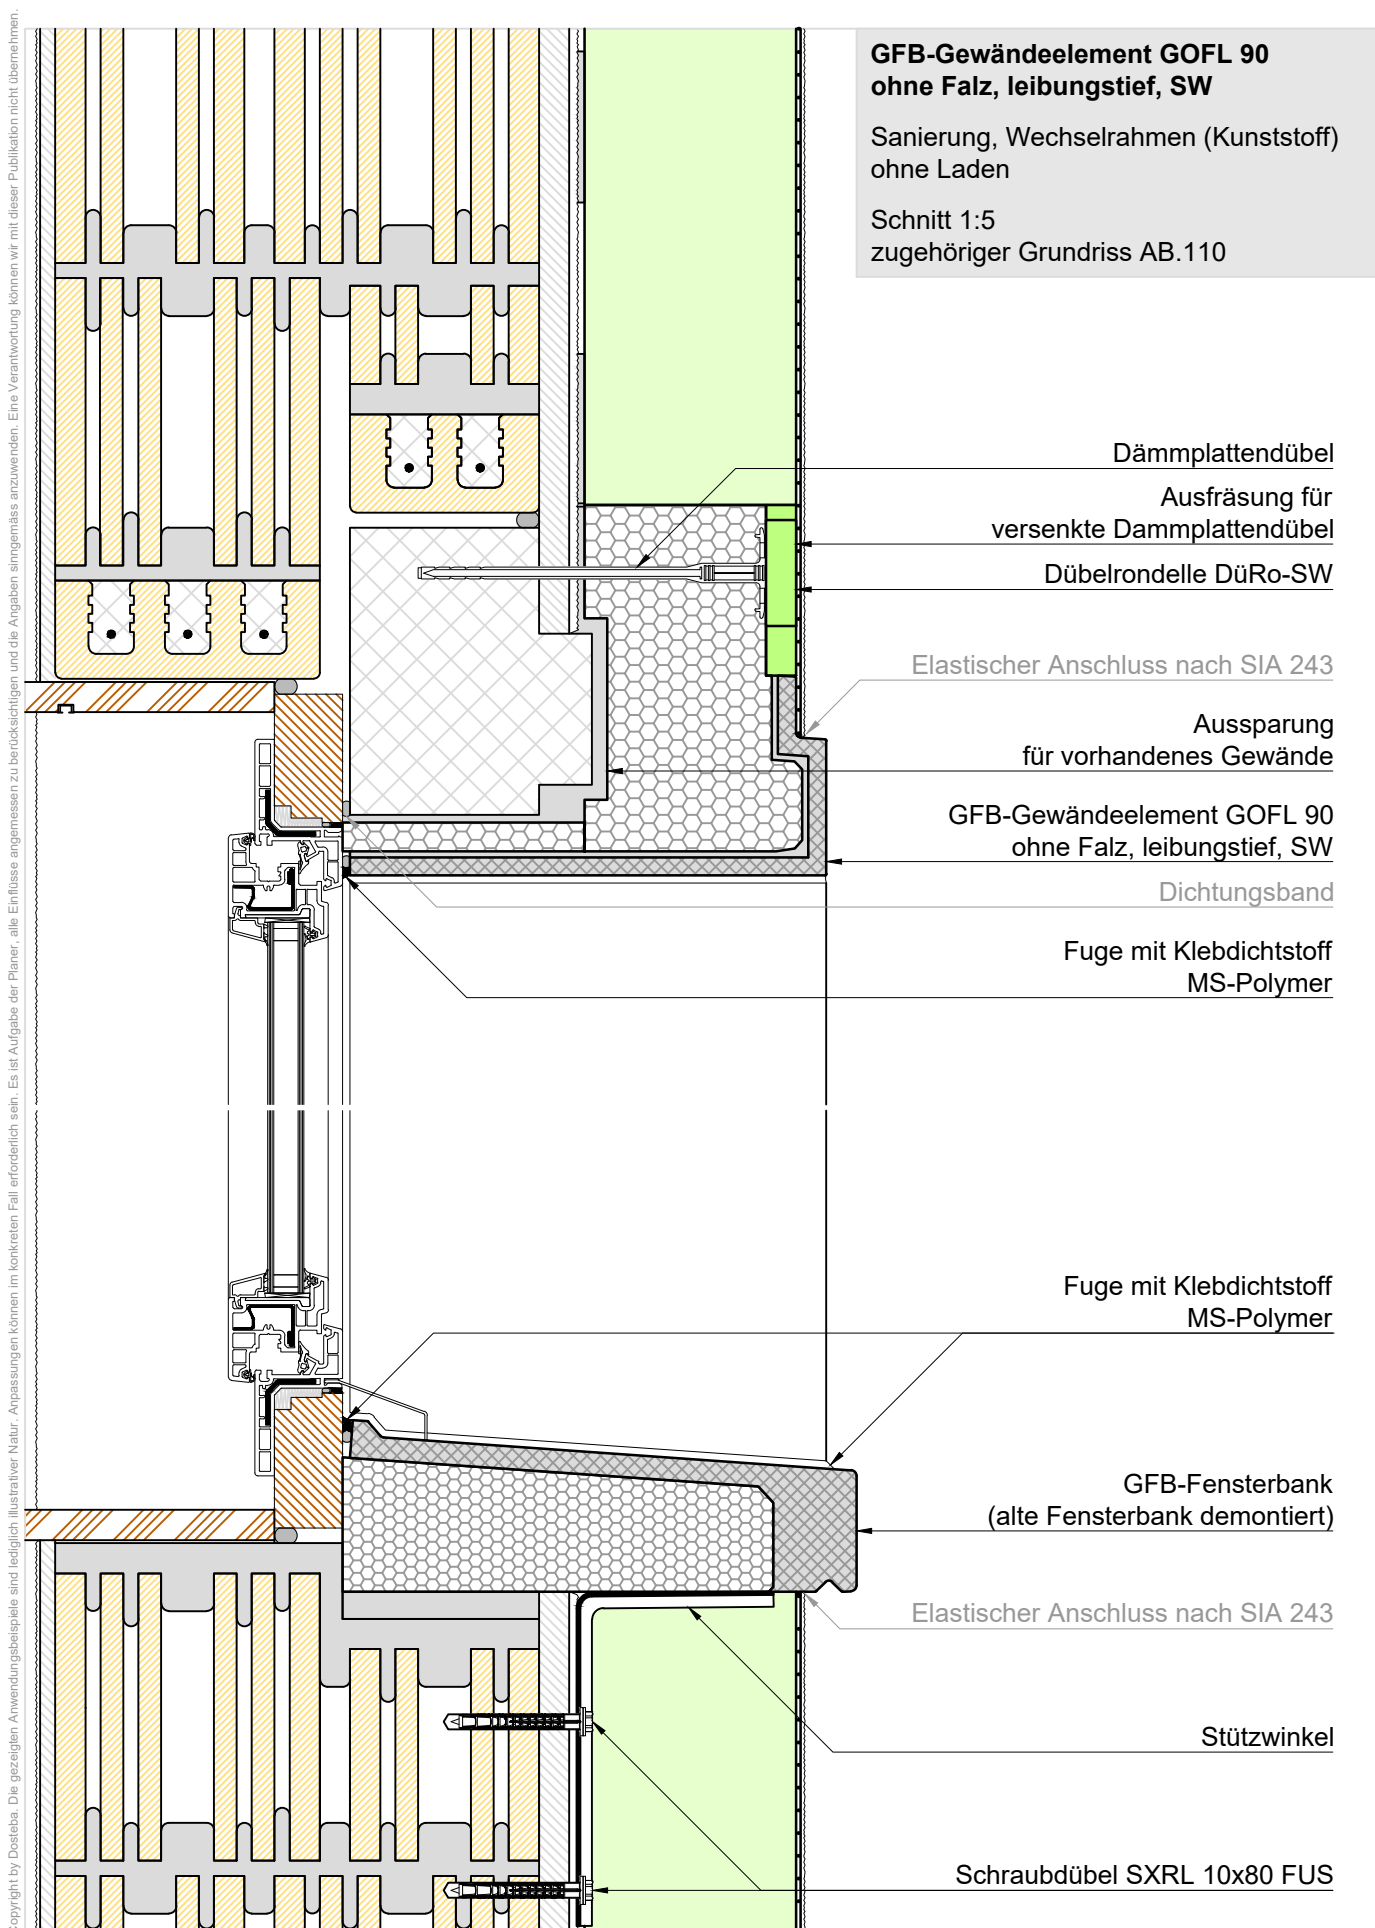 GFB-Gewändeelement GOFL 90
ohne Falz, leibungstief, SW
Sanierung, Wechselrahmen (Kunststoff)
ohne Laden
Schnitt 1:5
zugehöriger Grundriss AB.110
Dämmplattendübel
Ausfräsung für
versenkte Dammplattendübel
Dübelrondelle DüRo-SW
Elastischer Anschluss nach SIA 243
Aussparung
für vorhandenes Gewände
GFB-Gewändeelement GOFL 90
ohne Falz, leibungstief, SW
Dichtungsband
Fuge mit Klebdichtstoff
MS-Polymer
Fuge mit Klebdichtstoff
MS-Polymer
GFB-Fensterbank
(alte Fensterbank demontiert)
Elastischer Anschluss nach SIA 243
Stützwinkel
Schraubdübel SXRL 10x80 FUS
Copyright by Dosteba. Die gezeigten Anwendungsbeispiele sind lediglich illustrativer Natur. Anpassungen können im konkreten Fall erforderlich sein. Es ist Aufgabe der Planer, alle Einflüsse angemessen zu berücksichtigen und die Angaben sinngemäss anzuwenden. Eine Verantwortung können wir mit dieser Publikation nicht übernehmen.